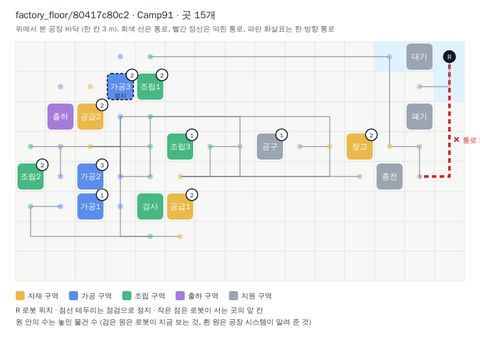 factory_floor/80417c80c2 · Camp91 · 곳 15개
위에서 본 공장 바닥 (한 칸 3 m). 회색 선은 통로, 빨간 점선은 막힌 통로, 파란 화살표는 한 방향 통로
대기
R
가공3
2
정지
조립1
2
출하
공급2
2
폐기
조립3
1
공구
1
창고
2
통로
조립2
2
가공2
3
충전
가공1
1
검사
공급1
2
자재 구역
가공 구역
조립 구역
출하 구역
지원 구역
R 로봇 위치 · 점선 테두리는 점검으로 정지 · 작은 점은 로봇이 서는 곳의 앞 칸
원 안의 수는 놓인 물건 수 (검은 원은 로봇이 지금 보는 것, 흰 원은 공장 시스템이 알려 준 것)